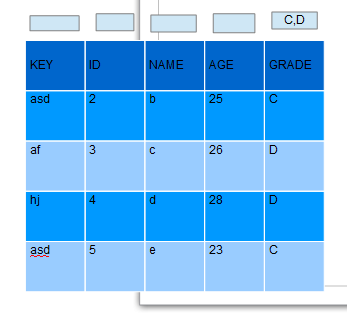 C,D
KEY ID NAME AGE GRADE
asd 2 b 25 C
af 3 c 26 D
hj 4 d 28 D
asd 5 e 23 C